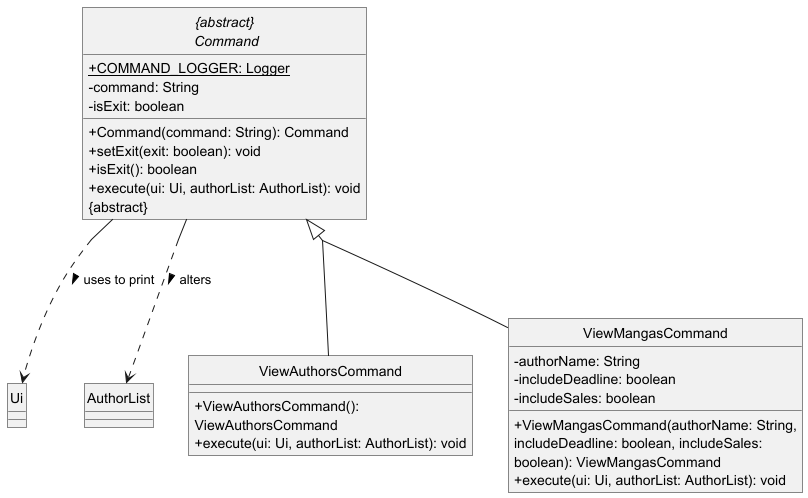 {abstract}
Command
+COMMAND_LOGGER: Logger
-command: String
-isExit: boolean
+Command(command: String): Command
+setExit(exit: boolean): void
+isExit(): boolean
+execute(ui: Ui, authorList: AuthorList): void
{abstract}
uses to print
alters
Ui
AuthorList
ViewAuthorsCommand
+ViewAuthorsCommand():
ViewAuthorsCommand
+execute(ui: Ui, authorList: AuthorList): void
ViewMangasCommand
-authorName: String
-includeDeadline: boolean
-includeSales: boolean
+ViewMangasCommand(authorName: String,
includeDeadline: boolean, includeSales:
boolean): ViewMangasCommand
+execute(ui: Ui, authorList: AuthorList): void